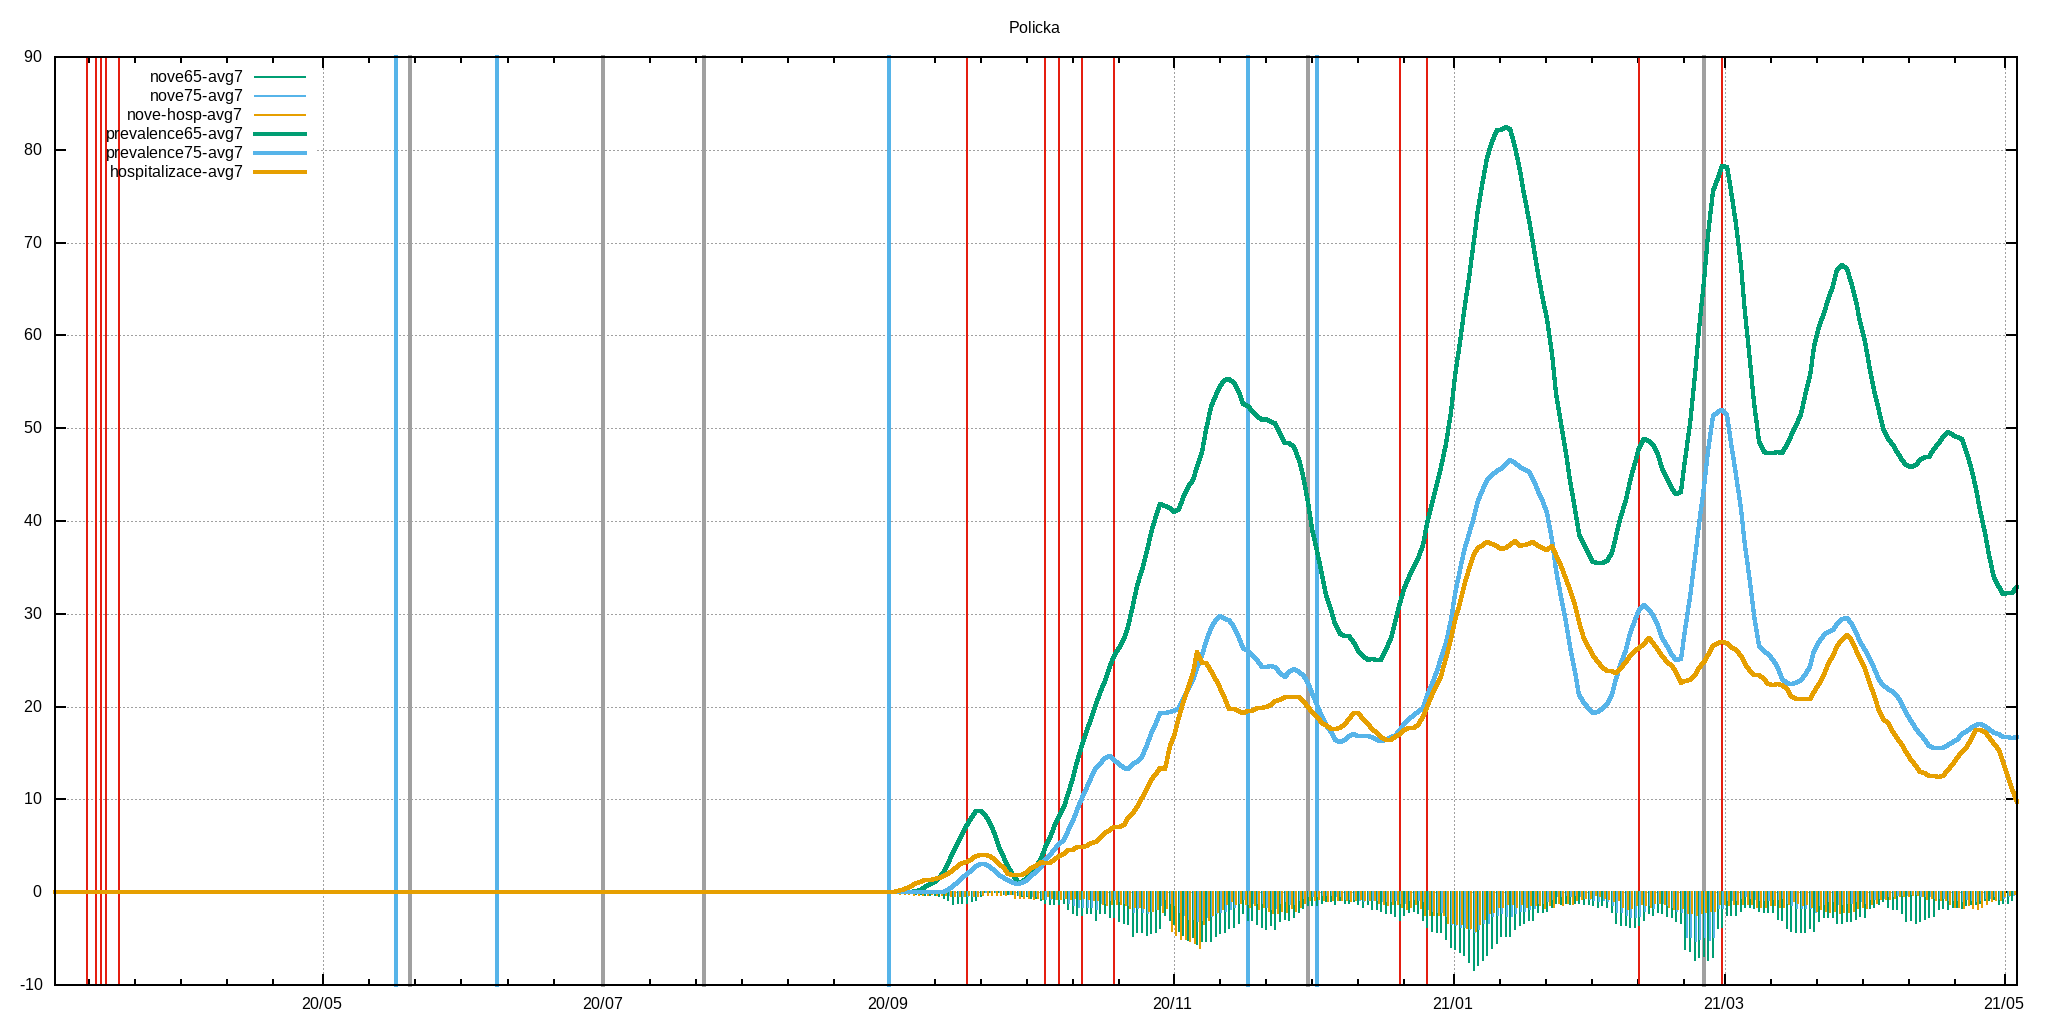 Policka
90
80
70
60
50
40
30
20
10
0
-10
nove65-avg7
nove75-avg7
nove-hosp-avg7
prevalence65-avg7
prevalence75-avg7
hospitalizace-avg7
20/05 20/07 20/09 20/11 21/01 21/03 21/05